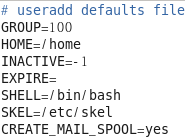 # useradd defaults file
GROUP=100
HOME=/home
INACTIVE=-1
EXPIRE=
SHELL=/bin/bash
SKEL=/etc/skel
CREATE_MAIL_SPOOL=yes